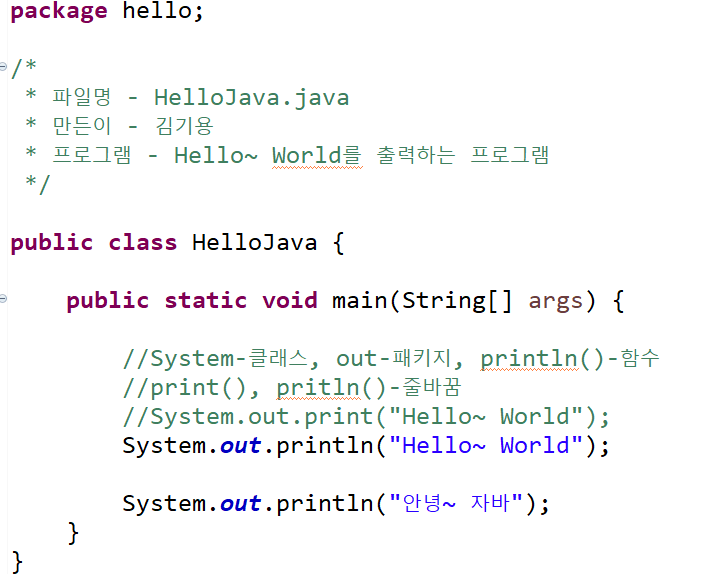 package hello;
/*
 * 파일명 - HelloJava.java
 * 만든이 - 김기용
 * 프로그램 - Hello~ World를 출력하는 프로그램
 */
public class HelloJava {
public static void main(String[] args) {
//System-클래스, out-패키지, println()-함수
//print(), pritln()-줄바꿈
//System.out.print("Hello~ World");
System.out.println("Hello~ World");
System.out.println("안녕~ 자바");
}
}